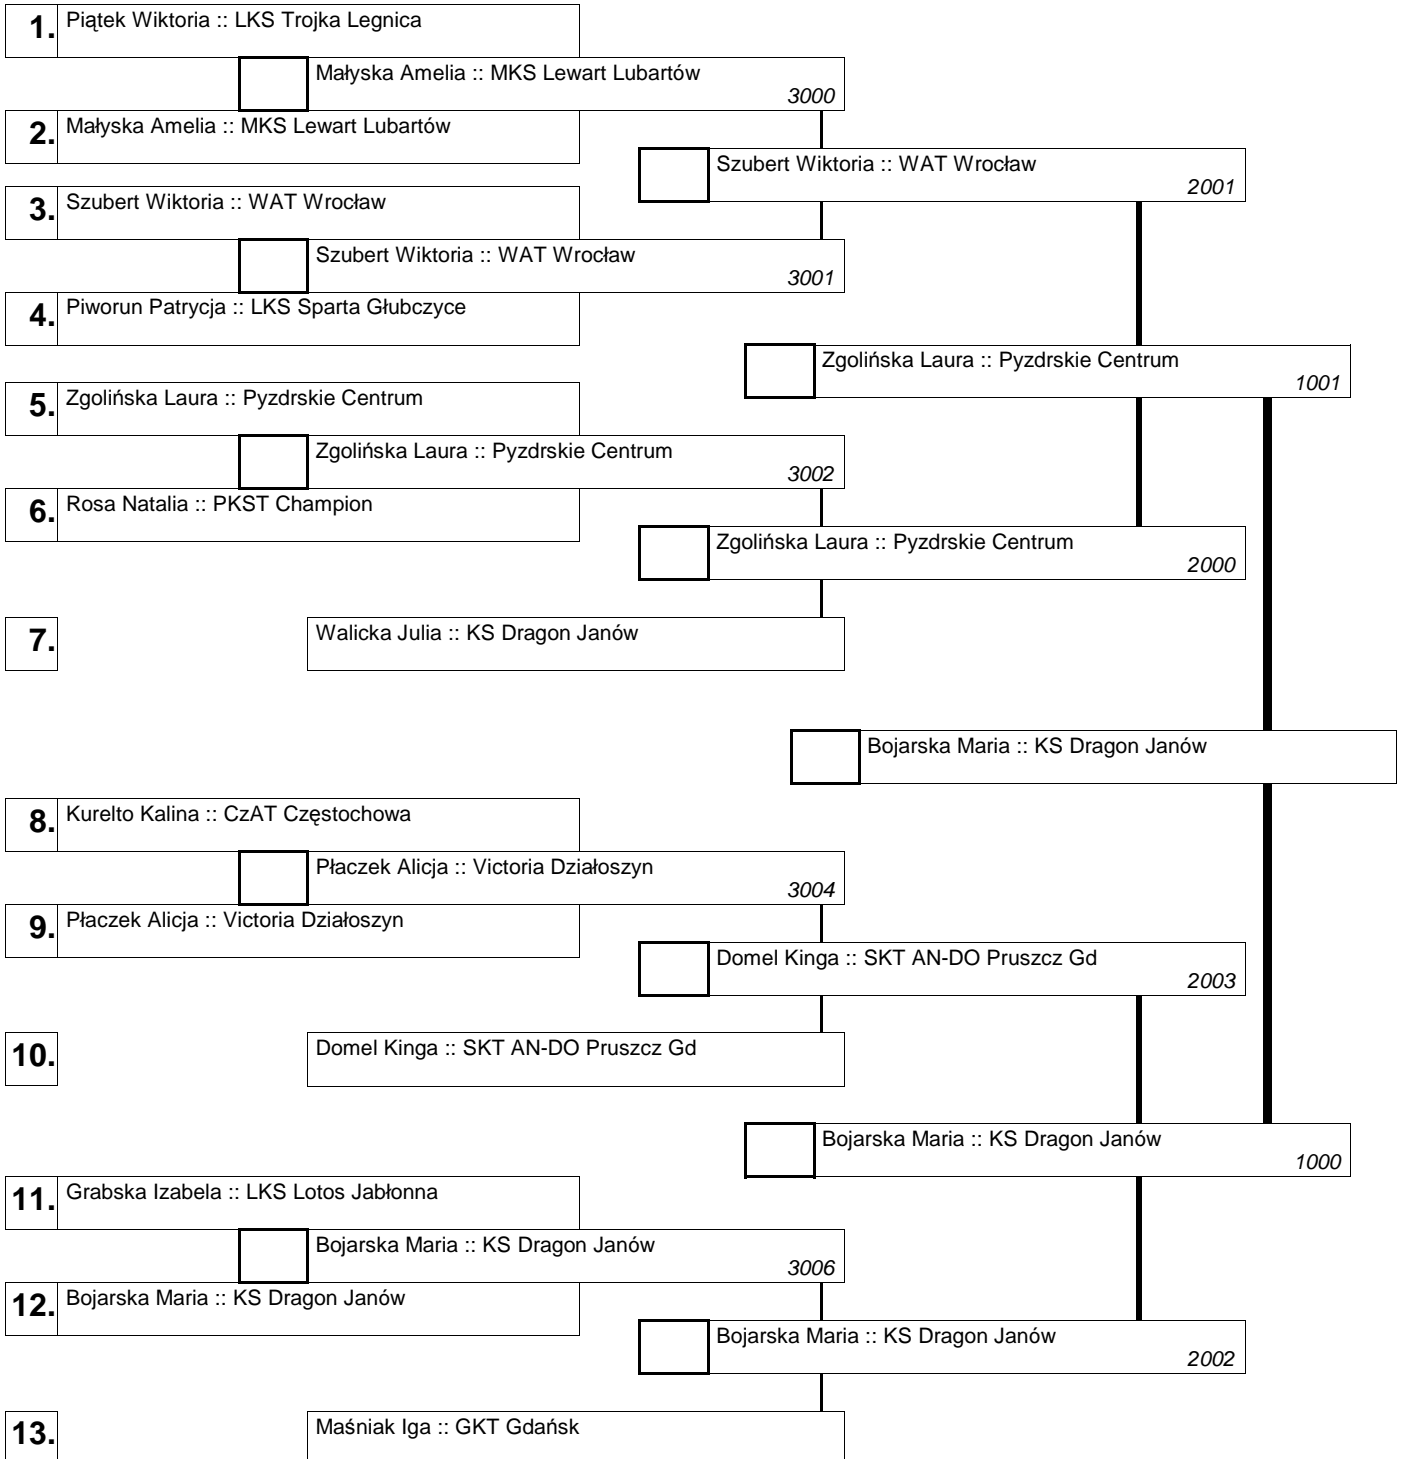 1. Piątek Wiktoria :: LKS Trojka Legnica
Małyska Amelia :: MKS Lewart Lubartów
3000
2. Małyska Amelia :: MKS Lewart Lubartów
Szubert Wiktoria :: WAT Wrocław
2001
3. Szubert Wiktoria :: WAT Wrocław
Szubert Wiktoria :: WAT Wrocław
3001
4. Piworun Patrycja :: LKS Sparta Głubczyce
Zgolińska Laura :: Pyzdrskie Centrum
1001
5. Zgolińska Laura :: Pyzdrskie Centrum
Zgolińska Laura :: Pyzdrskie Centrum
3002
6. Rosa Natalia :: PKST Champion
Zgolińska Laura :: Pyzdrskie Centrum
2000
7. Walicka Julia :: KS Dragon Janów
Bojarska Maria :: KS Dragon Janów
8. Kurelto Kalina :: CzAT Częstochowa
Płaczek Alicja :: Victoria Działoszyn
3004
9. Płaczek Alicja :: Victoria Działoszyn
Domel Kinga :: SKT AN-DO Pruszcz Gd
2003
10. Domel Kinga :: SKT AN-DO Pruszcz Gd
Bojarska Maria :: KS Dragon Janów
1000
11. Grabska Izabela :: LKS Lotos Jabłonna
Bojarska Maria :: KS Dragon Janów
3006
12. Bojarska Maria :: KS Dragon Janów
Bojarska Maria :: KS Dragon Janów
2002
13. Maśniak Iga :: GKT Gdańsk